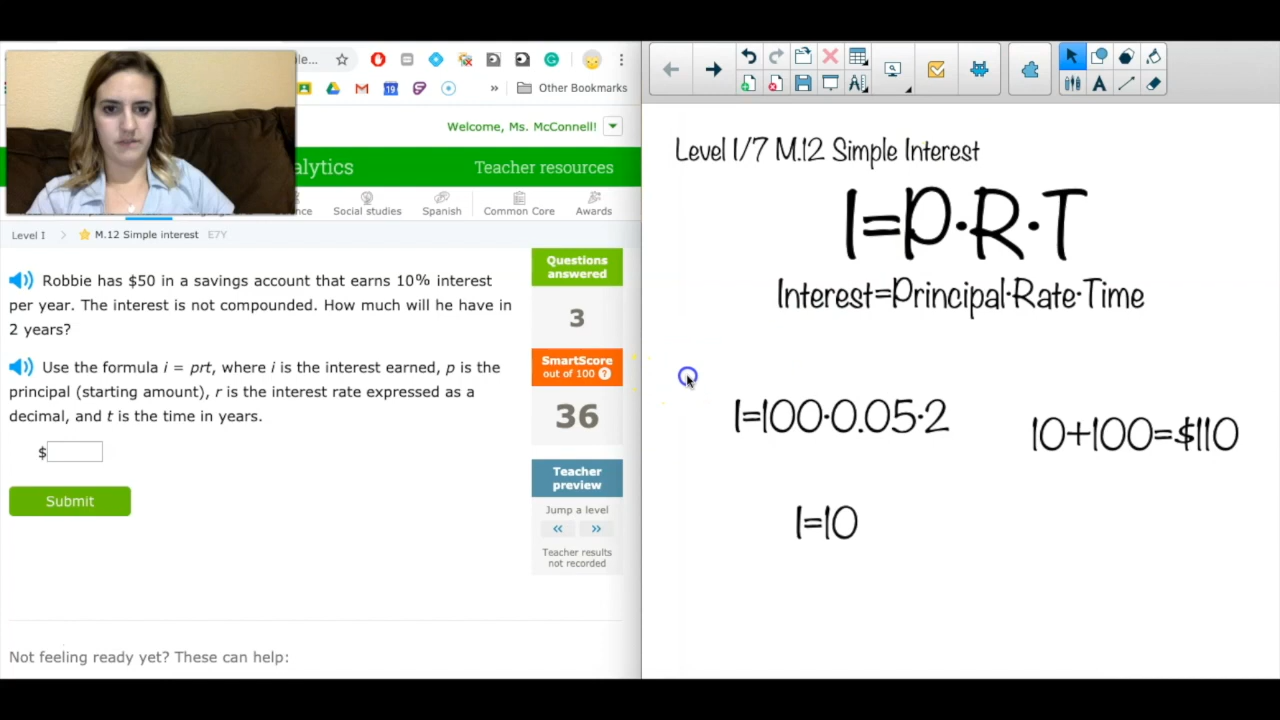 le...
19
»
Other Bookmarks
Welcome, Ms. McConnell!
alytics
Teacher resources
nce
Social studies
Spanish
Common Core
Awards
Level I
M.12 Simple interest E7Y
Robbie has $50 in a savings account that earns 10% interest
per year. The interest is not compounded. How much will he have in
2 years?
Use the formula i = prt, where i is the interest earned, p is the
principal (starting amount), r is the interest rate expressed as a
decimal, and t is the time in years.
$
Submit
Questions
answered
3
SmartScore
out of 100 ?
36
Teacher
preview
Jump a level
« »
Teacher results
not recorded
Not feeling ready yet? These can help:
Level I/7 M.12 Simple Interest
I=P·R·T
Interest=Principal·Rate·Time
I=100·0.05·2
10+100=$110
I=10